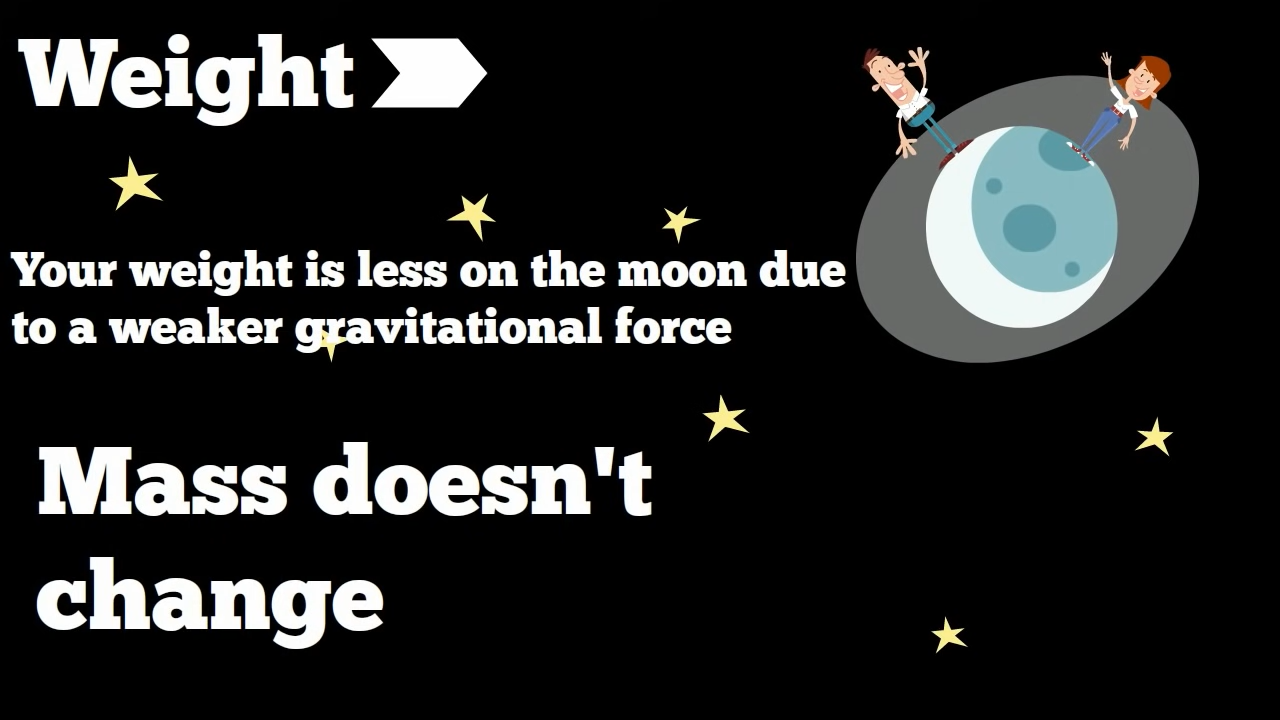 Weight
Your weight is less on the moon due
to a weaker gravitational force
Mass doesn't
change